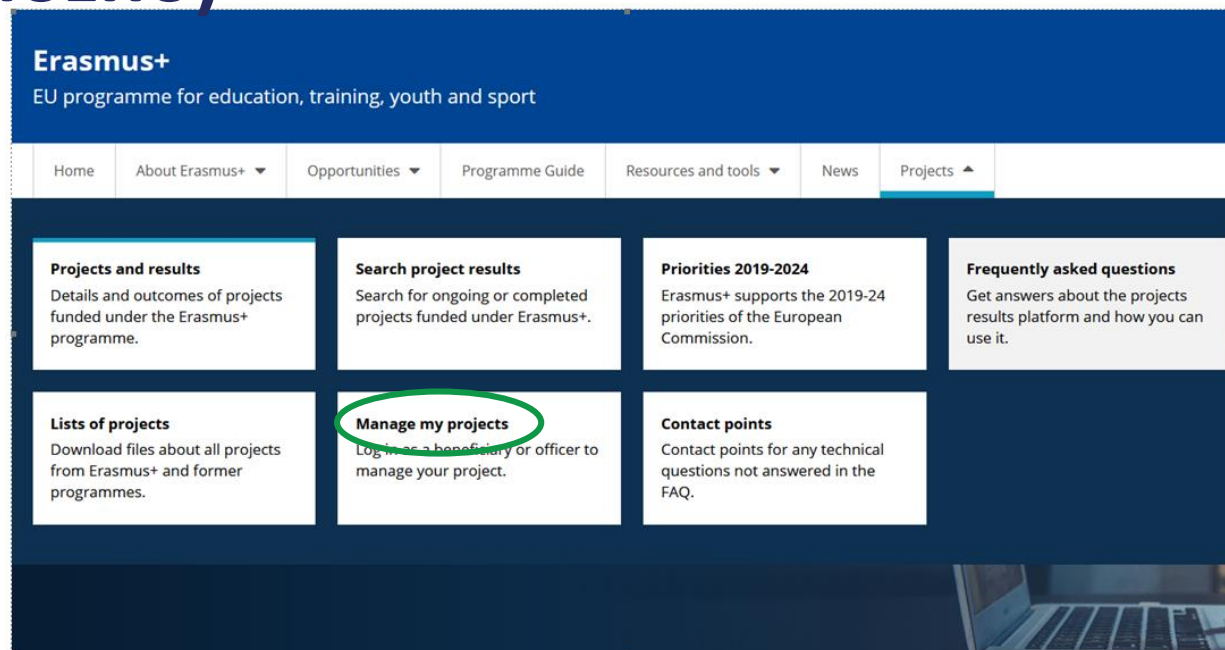 Erasmus+
EU programme for education, training, youth and sport
Home
About Erasmus+
Opportunities
Programme Guide
Resources and tools
News
Projects
Projects and results
Details and outcomes of projects
funded under the Erasmus+
programme.
Search project results
Search for ongoing or completed
projects funded under Erasmus+.
Priorities 2019-2024
Erasmus+ supports the 2019-24
priorities of the European
Commission.
Frequently asked questions
Get answers about the projects
results platform and how you can
use it.
Lists of projects
Download files about all projects
from Erasmus+ and former
programmes.
Manage my projects
Log in as a beneficiary or officer to
manage your project.
Contact points
Contact points for any technical
questions not answered in the
FAQ.